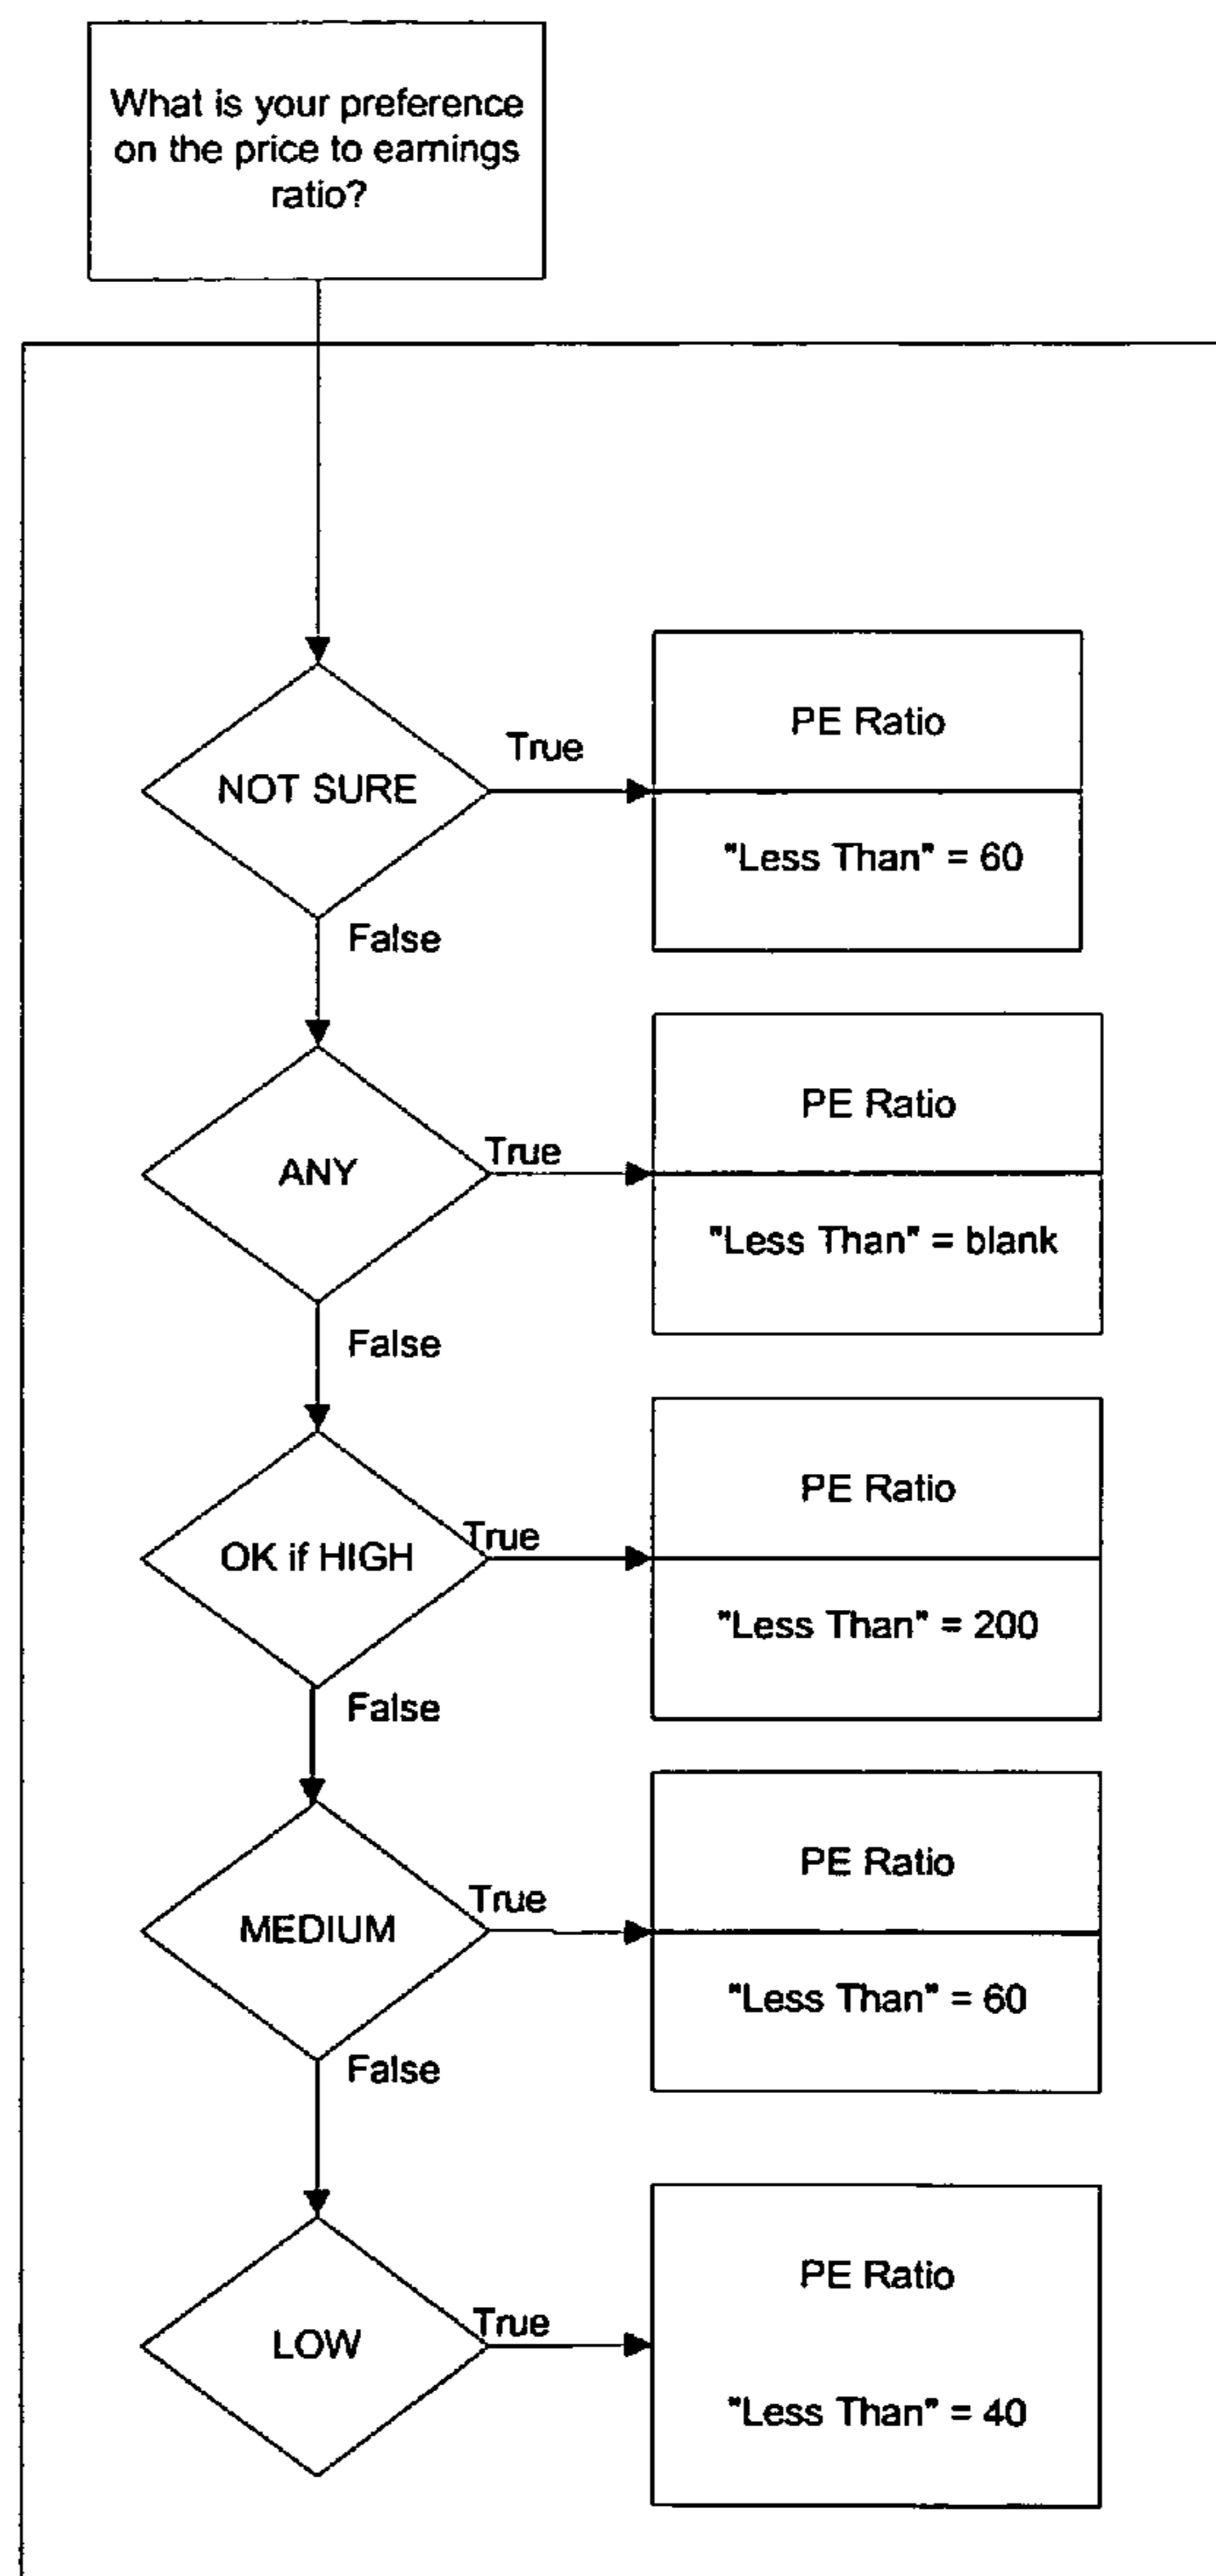 What is your preference
on the price to earnings
ratio?
True
PE Ratio
NOT SURE
"Less Than" = 60
False
PE Ratio
True
ANY
"Less Than" = blank
False
PE Ratio
True
OK if HIGH
"Less Than" = 200
False
PE Ratio
True
MEDIUM
"Less Than" = 60
False
PE Ratio
True
LOW
"Less Than" = 40